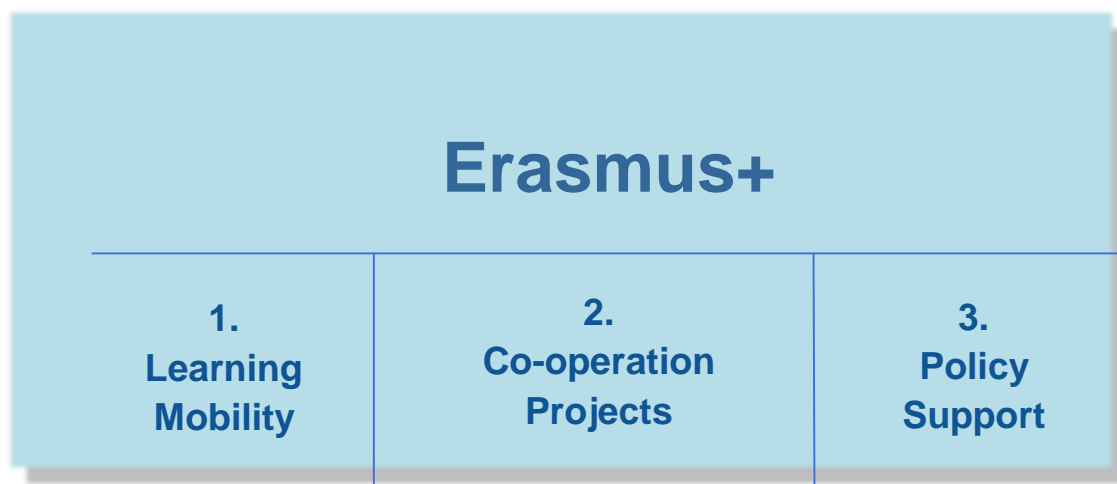 Erasmus+
1.
Learning
Mobility
2.
Co-operation
Projects
3.
Policy
Support